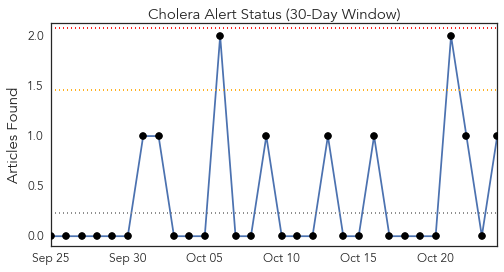 Cholera Alert Status (30-Day Window)
Articles Found
2.0
1.5
1.0
0.5
0.0
Sep 25 Sep 30 Oct 05 Oct 10 Oct 15 Oct 20